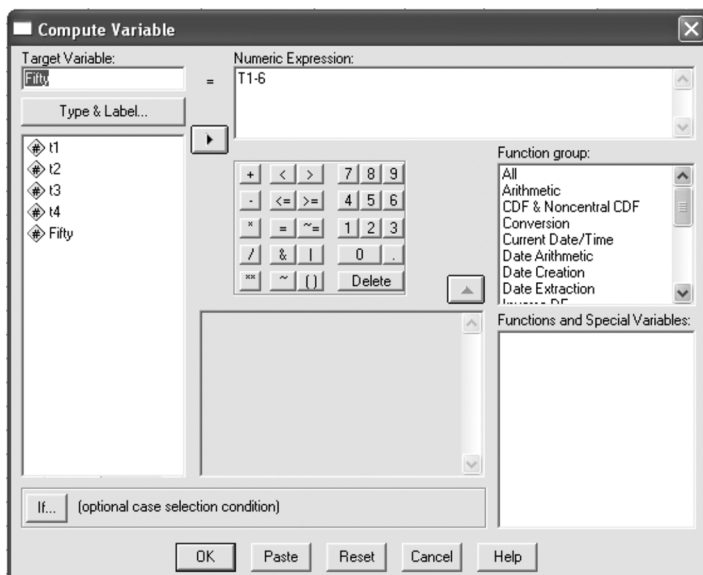 Compute Variable
Target Variable:
Fifty
=
Numeric Expression:
T1-6
Type & Label...
t1
t2
t3
t4
Fifty
+ < > 7 8 9
- <= >= 4 5 6
* = ~= 1 2 3
/ & | 0 .
** ~ () Delete
Function group:
All
Arithmetic
CDF & Noncentral CDF
Conversion
Current Date/Time
Date Arithmetic
Date Creation
Date Extraction
Functions and Special Variables:
If... (optional case selection condition)
OK Paste Reset Cancel Help